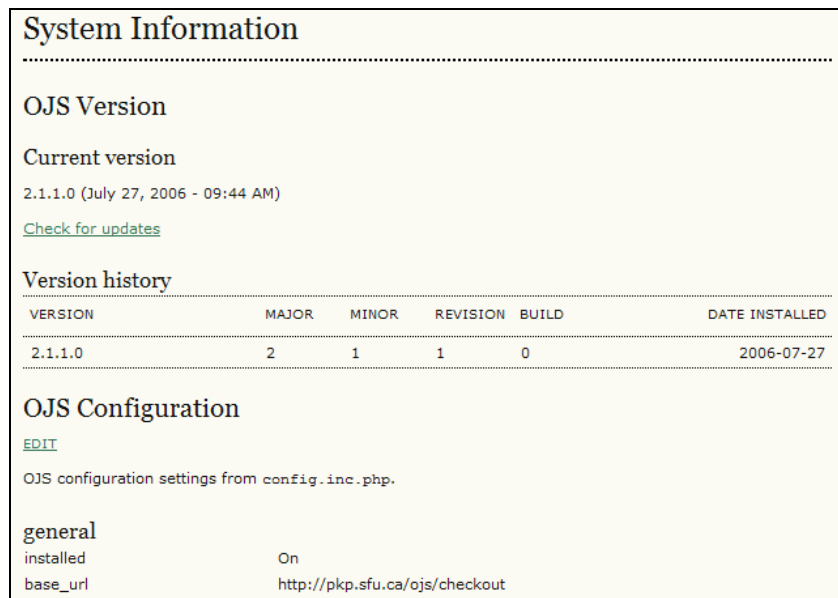 System Information
OJS Version
Current version
2.1.1.0 (July 27, 2006 - 09:44 AM)
Check for updates
Version history
VERSION MAJOR MINOR REVISION BUILD DATE INSTALLED
2.1.1.0 2 1 1 0 2006-07-27
OJS Configuration
EDIT
OJS configuration settings from config.inc.php.
general
installed On
base_url http://pkp.sfu.ca/ojs/checkout